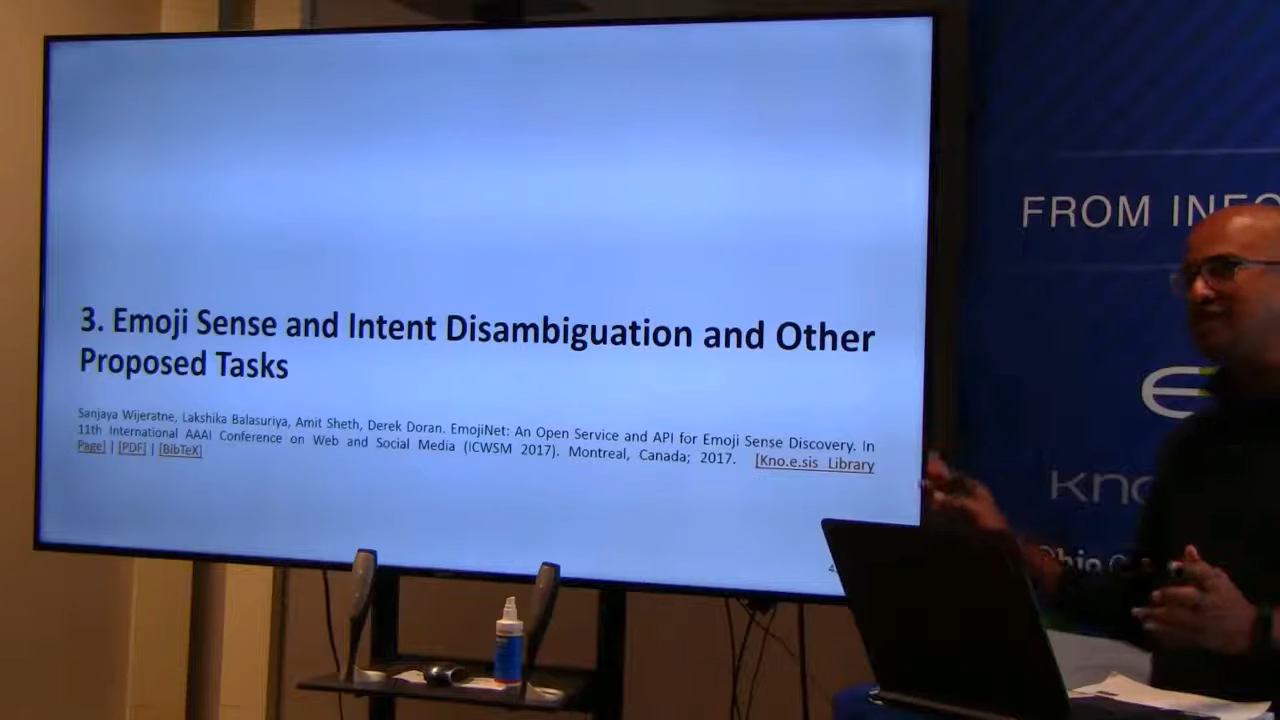 3. Emoji Sense and Intent Disambiguation and Other
Proposed Tasks
Sanjaya Wijeratne, Lakshika Balasuriya, Amit Sheth, Derek Doran. EmojiNet: An Open Service and API for Emoji Sense Discovery. In
11th International AAAI Conference on Web and Social Media (ICWSM 2017). Montreal, Canada; 2017. [Kno.e.sis Library
Page] | [PDF] | [BibTeX]
FROM